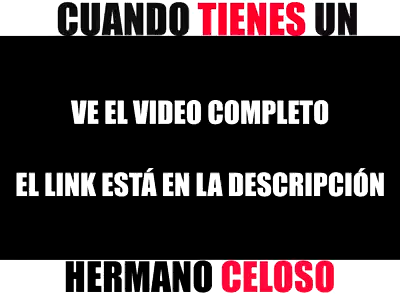 CUANDO TIENES UN
VE EL VIDEO COMPLETO
EL LINK ESTÁ EN LA DESCRIPCIÓN
HERMANO CELOSO